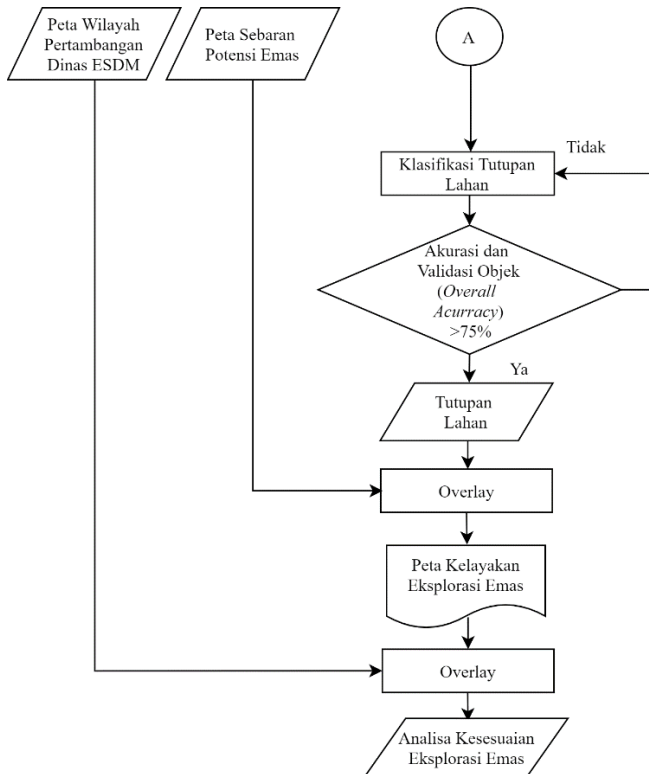 Peta Wilayah
Pertambangan
Dinas ESDM
Peta Sebaran
Potensi Emas
A
Klasifikasi Tutupan
Lahan
Tidak
Akurasi dan
Validasi Objek
(Overall
Acurracy)
>75%
Ya
Tutupan
Lahan
Overlay
Peta Kelayakan
Eksplorasi Emas
Overlay
Analisa Kesesuaian
Eksplorasi Emas